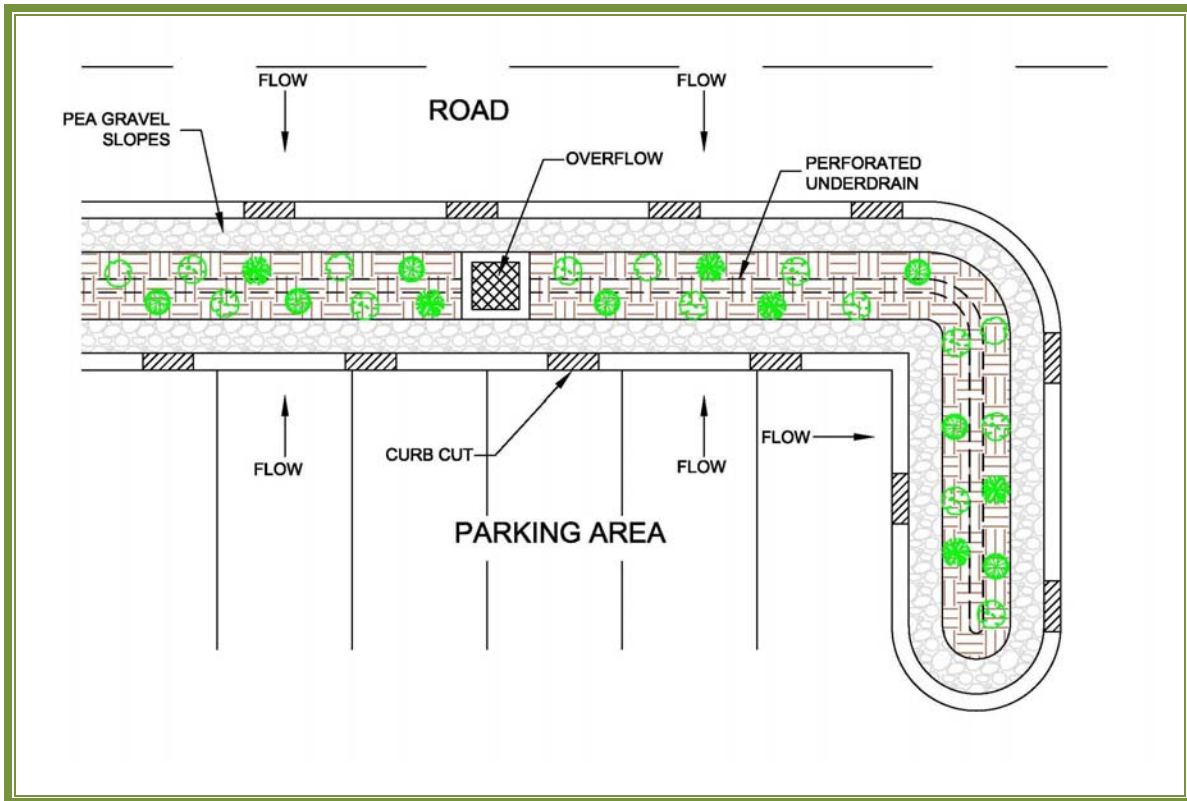 FLOW
FLOW
ROAD
PEA GRAVEL
SLOPES
OVERFLOW
PERFORATED
UNDERDRAIN
FLOW
CURB CUT
FLOW
FLOW
PARKING AREA